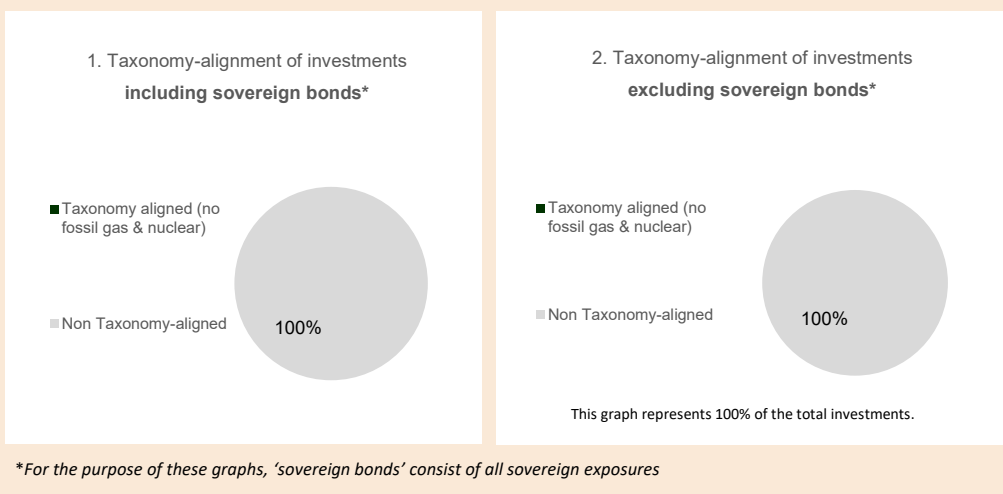 1. Taxonomy-alignment of investments
including sovereign bonds*
Taxonomy aligned (no
fossil gas & nuclear)
Non Taxonomy-aligned
100%
2. Taxonomy-alignment of investments
excluding sovereign bonds*
Taxonomy aligned (no
fossil gas & nuclear)
Non Taxonomy-aligned
100%
This graph represents 100% of the total investments.
*For the purpose of these graphs, ‘sovereign bonds’ consist of all sovereign exposures